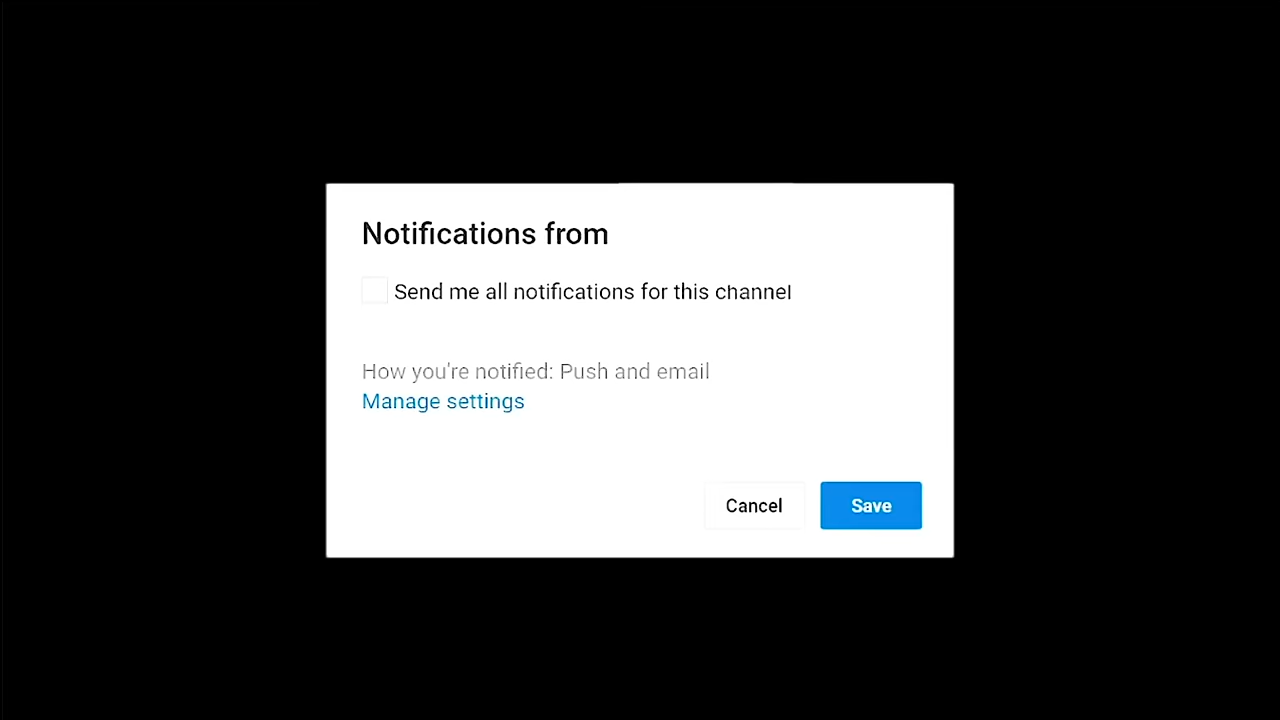 Notifications from
Send me all notifications for this channel
How you're notified: Push and email
Manage settings
Cancel
Save